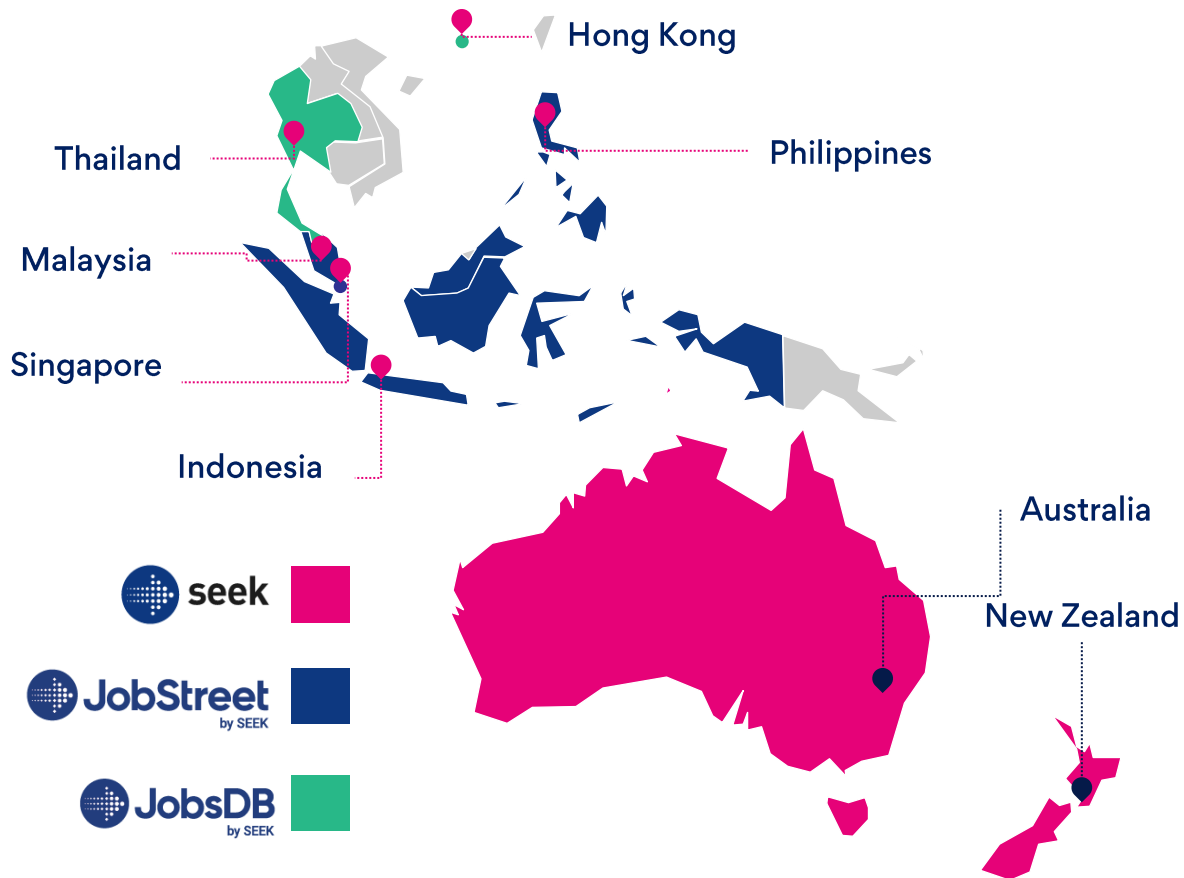 Hong Kong
Thailand
Philippines
Malaysia
Singapore
Indonesia
Australia
New Zealand
seek
JobStreet
by SEEK
JobsDB
by SEEK